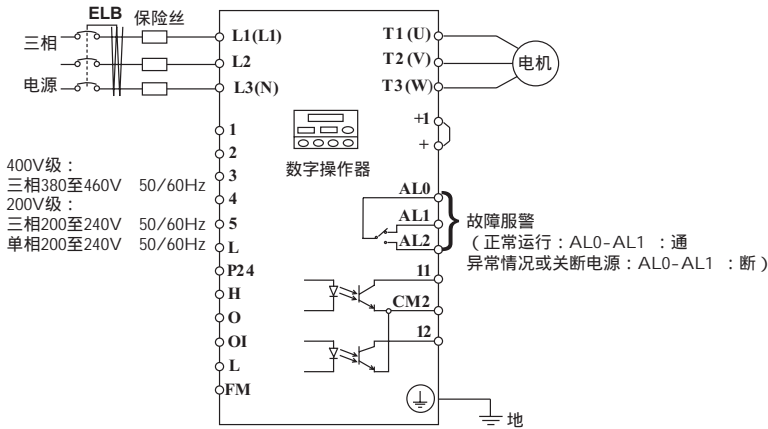 ELB
保险丝
三相
电源
L1(L1)
L2
L3(N)
T1(U)
T2(V)
T3(W)
电机
+1
+
数字操作器
1
2
3
4
5
L
P24
H
O
OI
L
FM
400V级：
三相380至460V 50/60Hz
200V级：
三相200至240V 50/60Hz
单相200至240V 50/60Hz
AL0
AL1
AL2
故障服警
（正常运行：AL0-AL1 ：通
异常情况或关断电源：AL0-AL1 ：断）
11
CM2
12
地